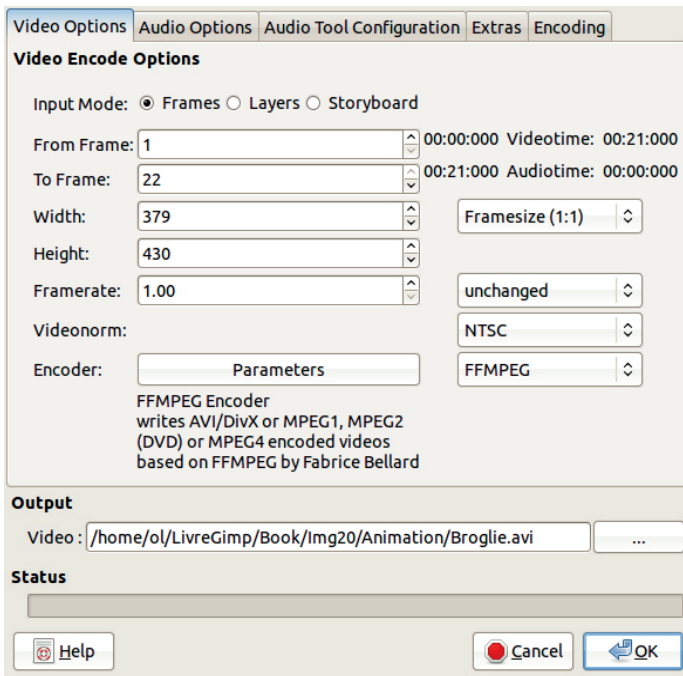 Video Options Audio Options Audio Tool Configuration Extras Encoding
Video Encode Options
Input Mode: Frames Layers Storyboard
From Frame: 1 00:00:000 Videotime: 00:21:000
To Frame: 22 00:21:000 Audiotime: 00:00:000
Width: 379 Framesize (1:1)
Height: 430
Framerate: 1.00 unchanged
Videonorm: NTSC
Encoder: Parameters FFMPEG
FFMPEG Encoder
writes AVI/DivX or MPEG1, MPEG2
(DVD) or MPEG4 encoded videos
based on FFMPEG by Fabrice Bellard
Output
Video : /home/ol/LivreGimp/Book/Img20/Animation/Broglie.avi ...
Status
Help Cancel OK